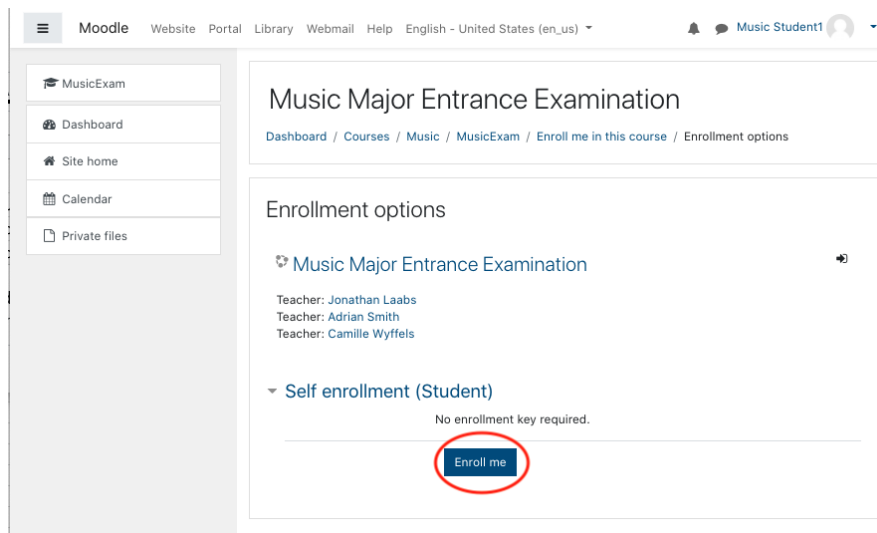 Moodle Website Portal Library Webmail Help English - United States (en_us) Music Student1
MusicExam
Dashboard
Site home
Calendar
Private files
Music Major Entrance Examination
Dashboard / Courses / Music / MusicExam / Enroll me in this course / Enrollment options
Enrollment options
Music Major Entrance Examination
Teacher: Jonathan Laabs
Teacher: Adrian Smith
Teacher: Camille Wyffels
Self enrollment (Student)
No enrollment key required.
Enroll me